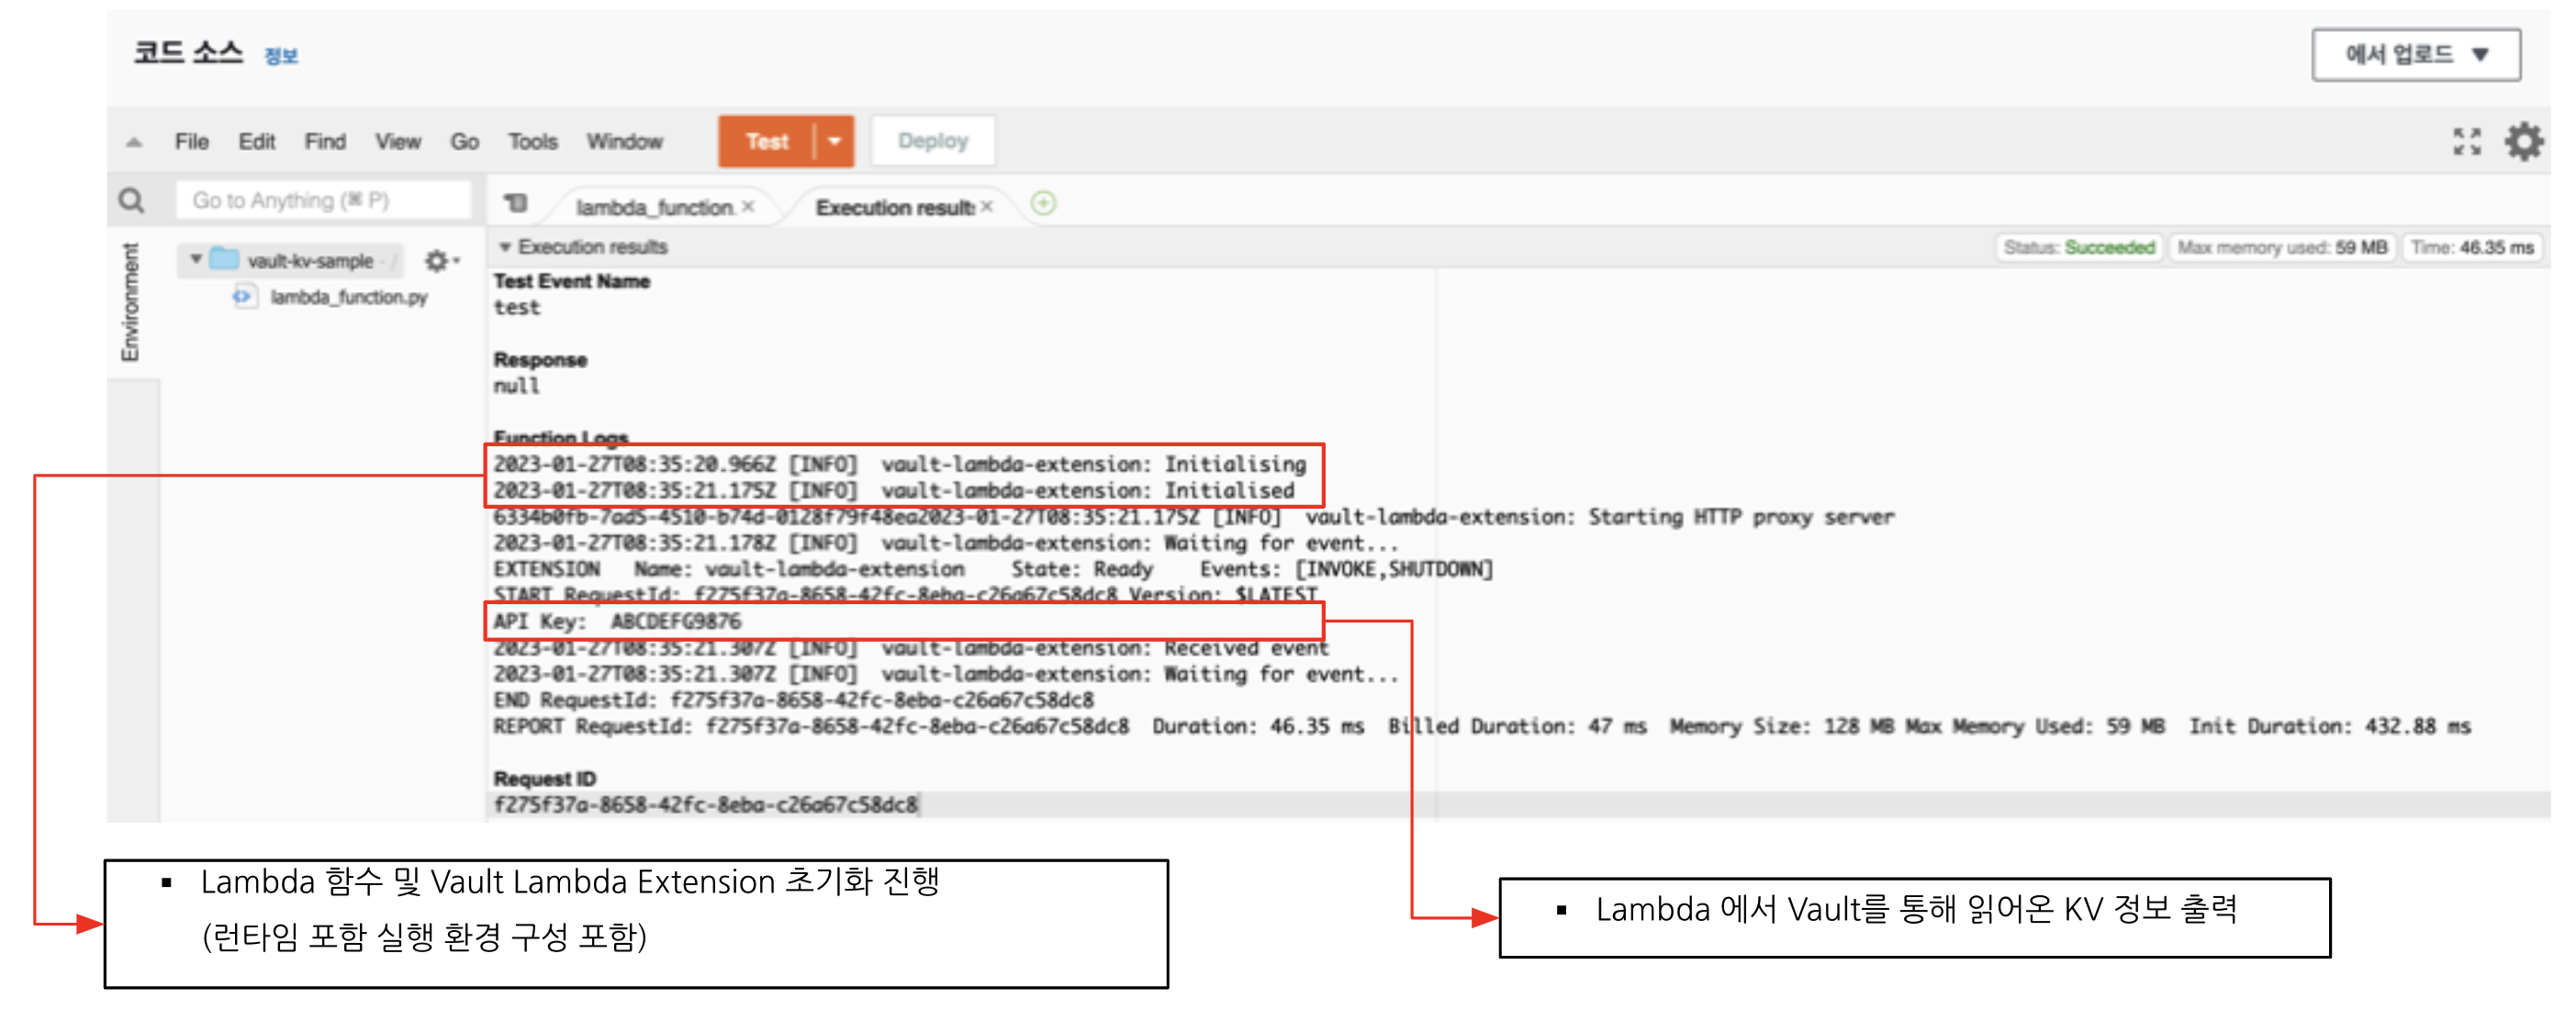 코드 소스 정보
에서 업로드 ▼
File Edit Find View Go Tools Window Test Deploy
Go to Anything (⌘ P)
lambda_function. × Execution results ×
Environment
vault-kv-sample - /
lambda_function.py
Execution results
Status: Succeeded Max memory used: 59 MB Time: 46.35 ms
Test Event Name
test
Response
null
Function Logs
2023-01-27T08:35:20.966Z [INFO] vault-lambda-extension: Initialising
2023-01-27T08:35:21.175Z [INFO] vault-lambda-extension: Initialised
6334b0fb-7ad5-4510-b74d-0128f79f48ea2023-01-27T08:35:21.175Z [INFO] vault-lambda-extension: Starting HTTP proxy server
2023-01-27T08:35:21.178Z [INFO] vault-lambda-extension: Waiting for event...
EXTENSION Name: vault-lambda-extension State: Ready Events: [INVOKE,SHUTDOWN]
START RequestId: f275f37a-8658-42fc-8eba-c26a67c58dc8 Version: $LATEST
API Key: ABCDEFG9876
2023-01-27T08:35:21.307Z [INFO] vault-lambda-extension: Received event
2023-01-27T08:35:21.307Z [INFO] vault-lambda-extension: Waiting for event...
END RequestId: f275f37a-8658-42fc-8eba-c26a67c58dc8
REPORT RequestId: f275f37a-8658-42fc-8eba-c26a67c58dc8 Duration: 46.35 ms Billed Duration: 47 ms Memory Size: 128 MB Max Memory Used: 59 MB Init Duration: 432.88 ms
Request ID
f275f37a-8658-42fc-8eba-c26a67c58dc8
▪ Lambda 함수 및 Vault Lambda Extension 초기화 진행
(런타임 포함 실행 환경 구성 포함)
▪ Lambda 에서 Vault를 통해 읽어온 KV 정보 출력